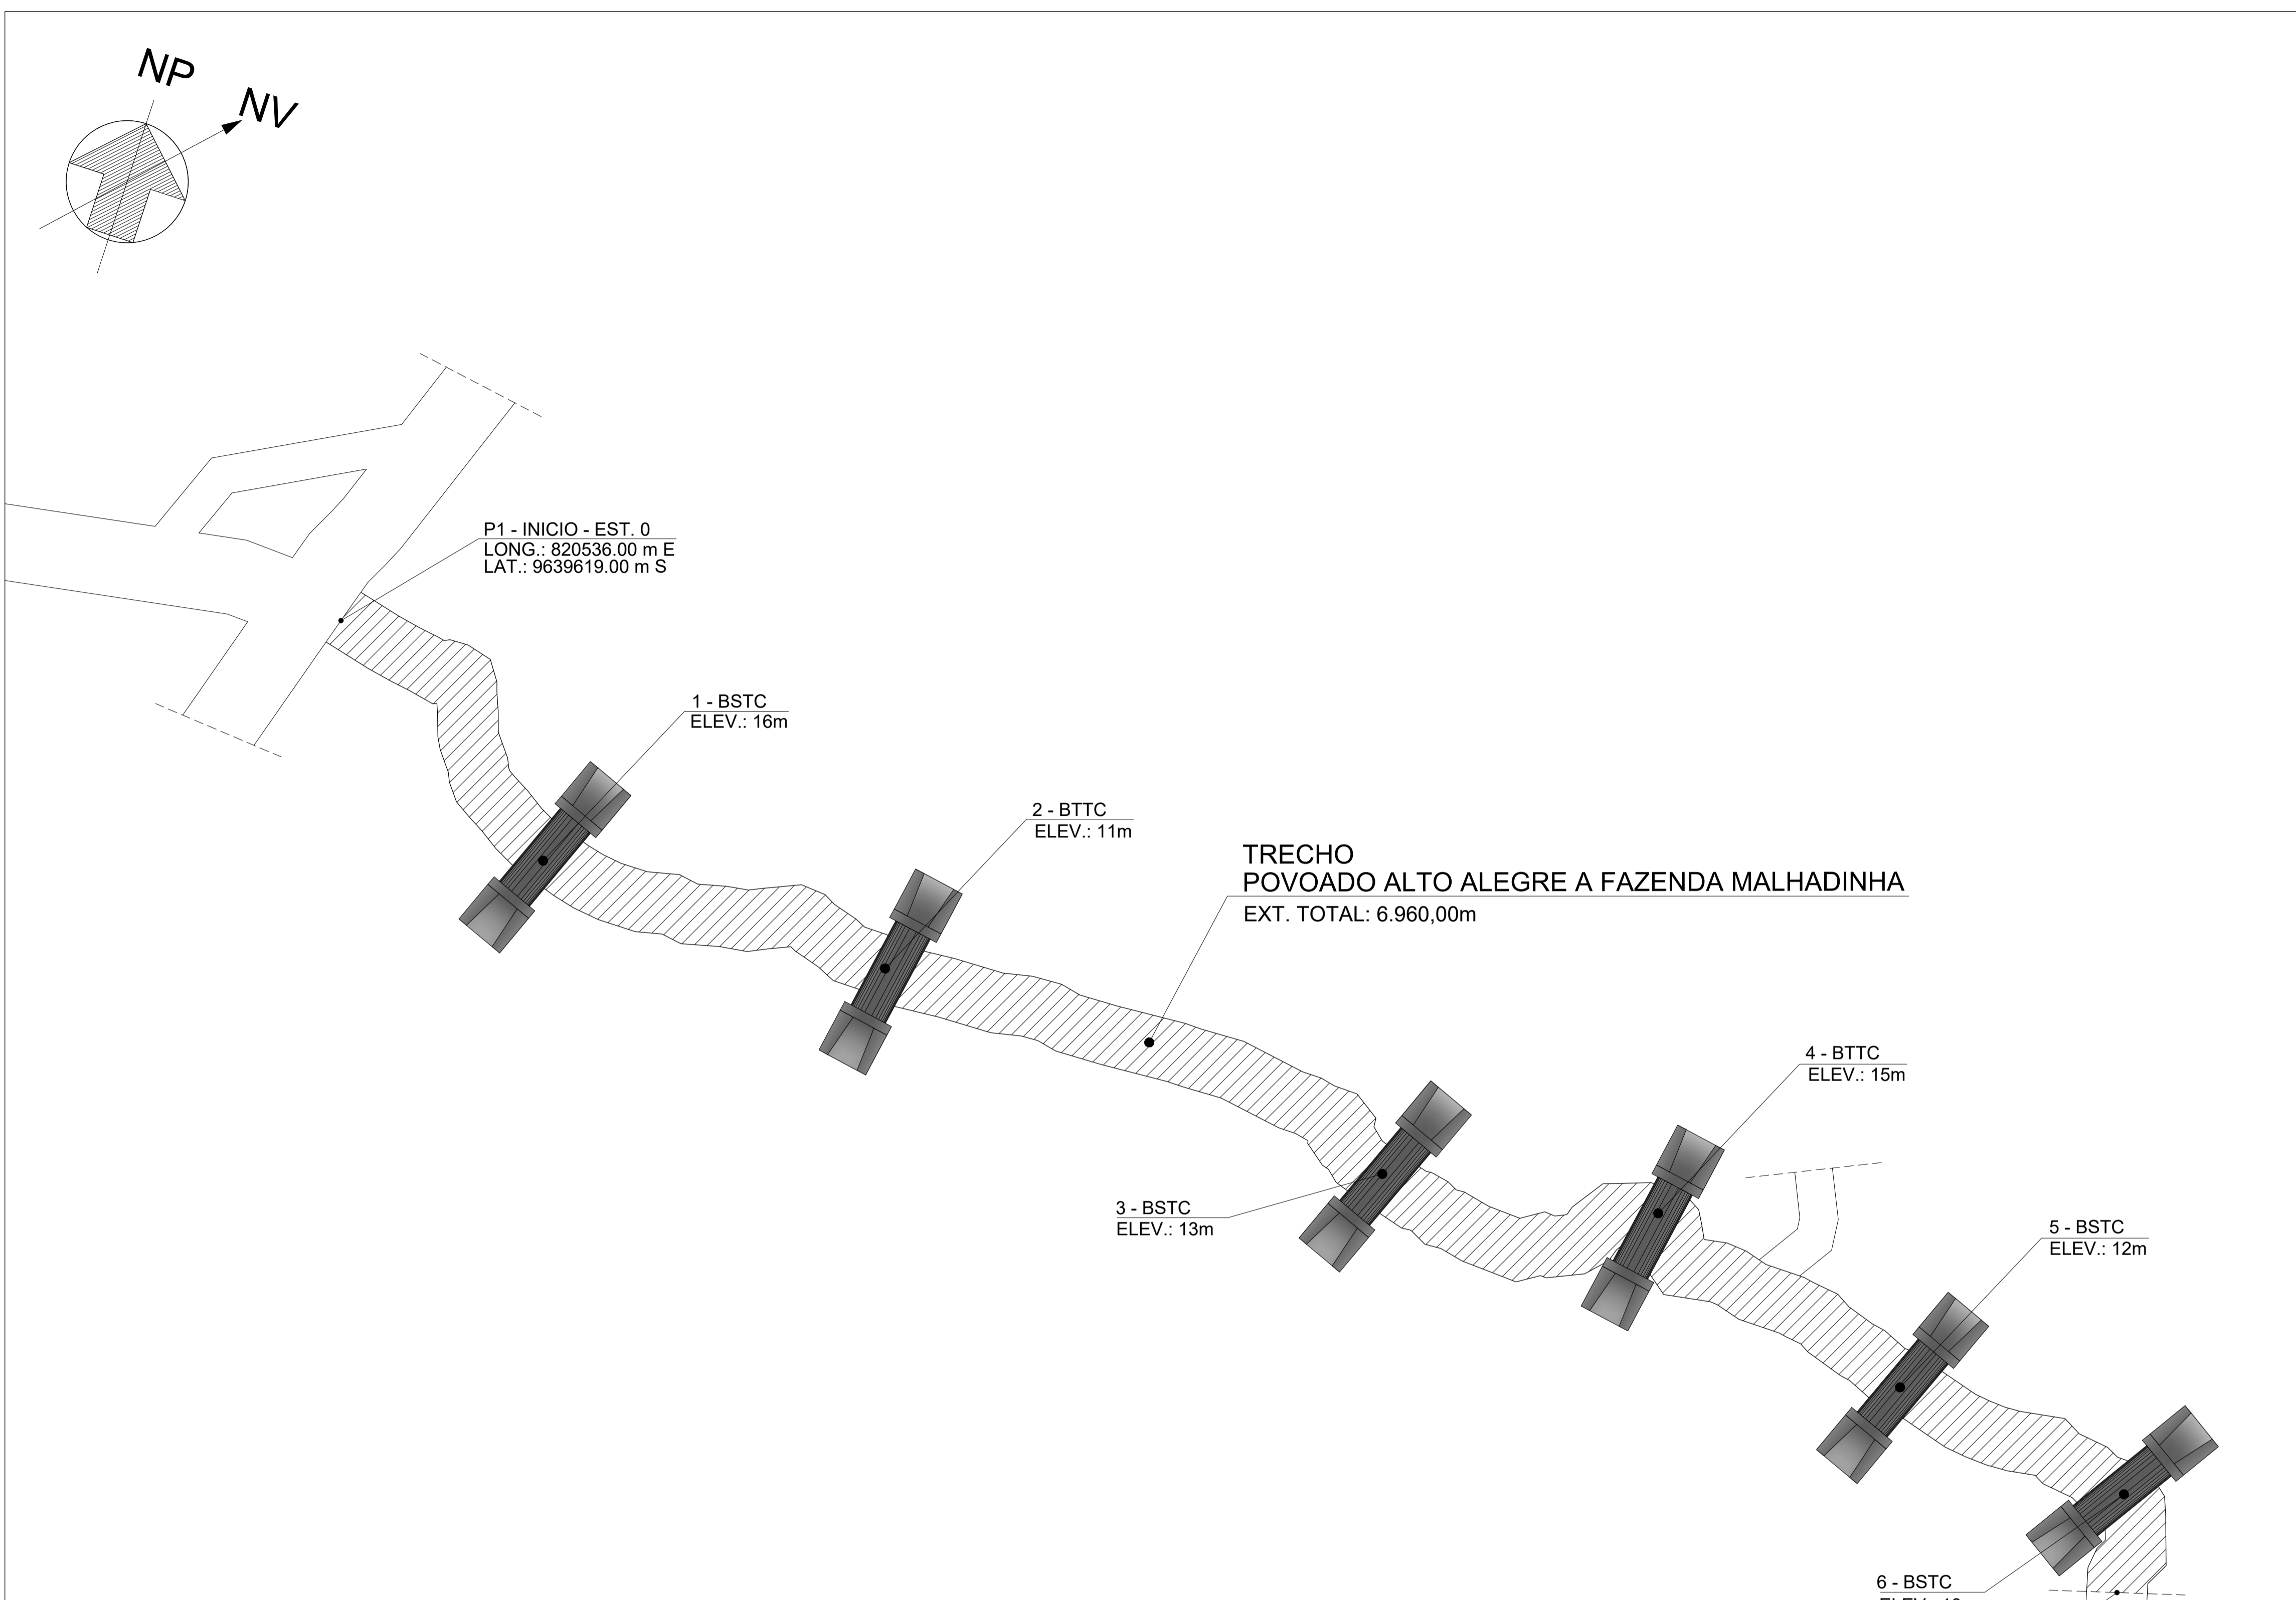 NP
NV
P1 - INICIO - EST. 0
LONG.: 820536.00 m E
LAT.: 9639619.00 m S
1 - BSTC
ELEV.: 16m
2 - BTTC
ELEV.: 11m
TRECHO
POVOADO ALTO ALEGRE A FAZENDA MALHADINHA
EXT. TOTAL: 6.960,00m
4 - BTTC
ELEV.: 15m
3 - BSTC
ELEV.: 13m
5 - BSTC
ELEV.: 12m
6 - BSTC